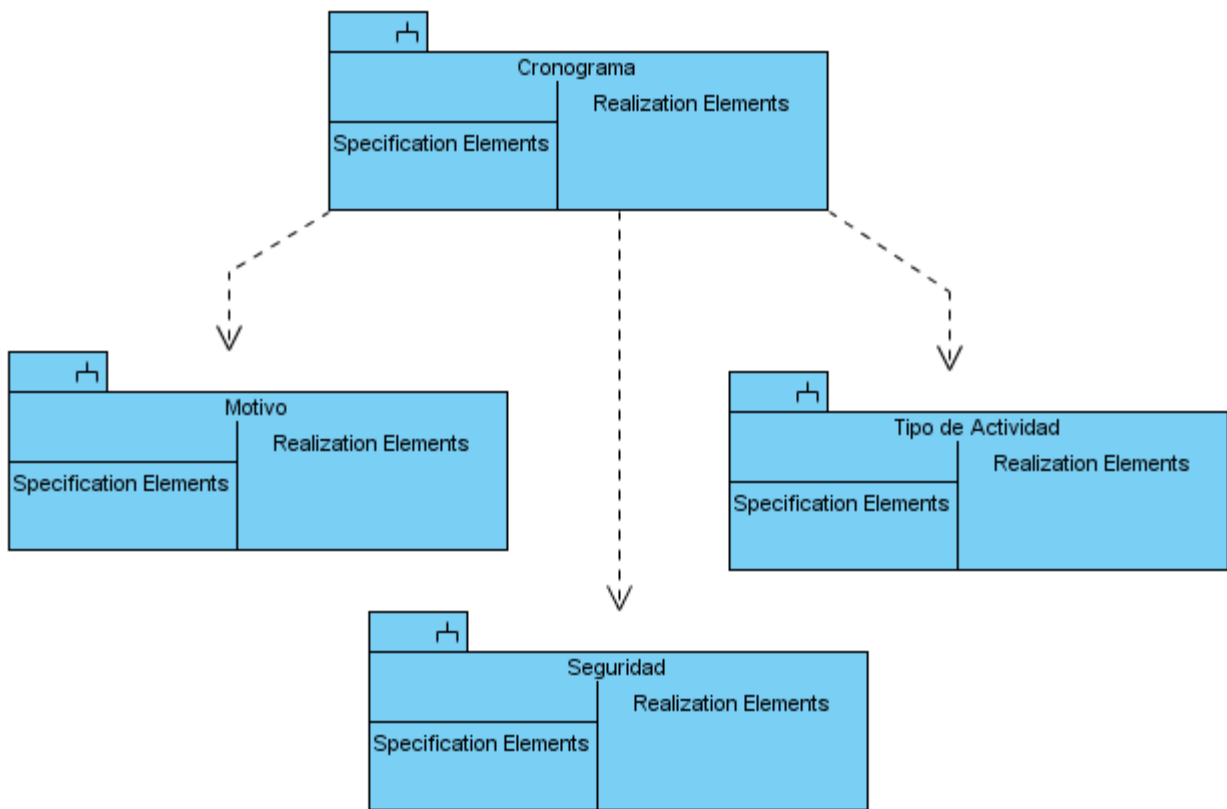 Cronograma
Realization Elements
Specification Elements
Motivo
Realization Elements
Specification Elements
Tipo de Actividad
Realization Elements
Specification Elements
Seguridad
Realization Elements
Specification Elements